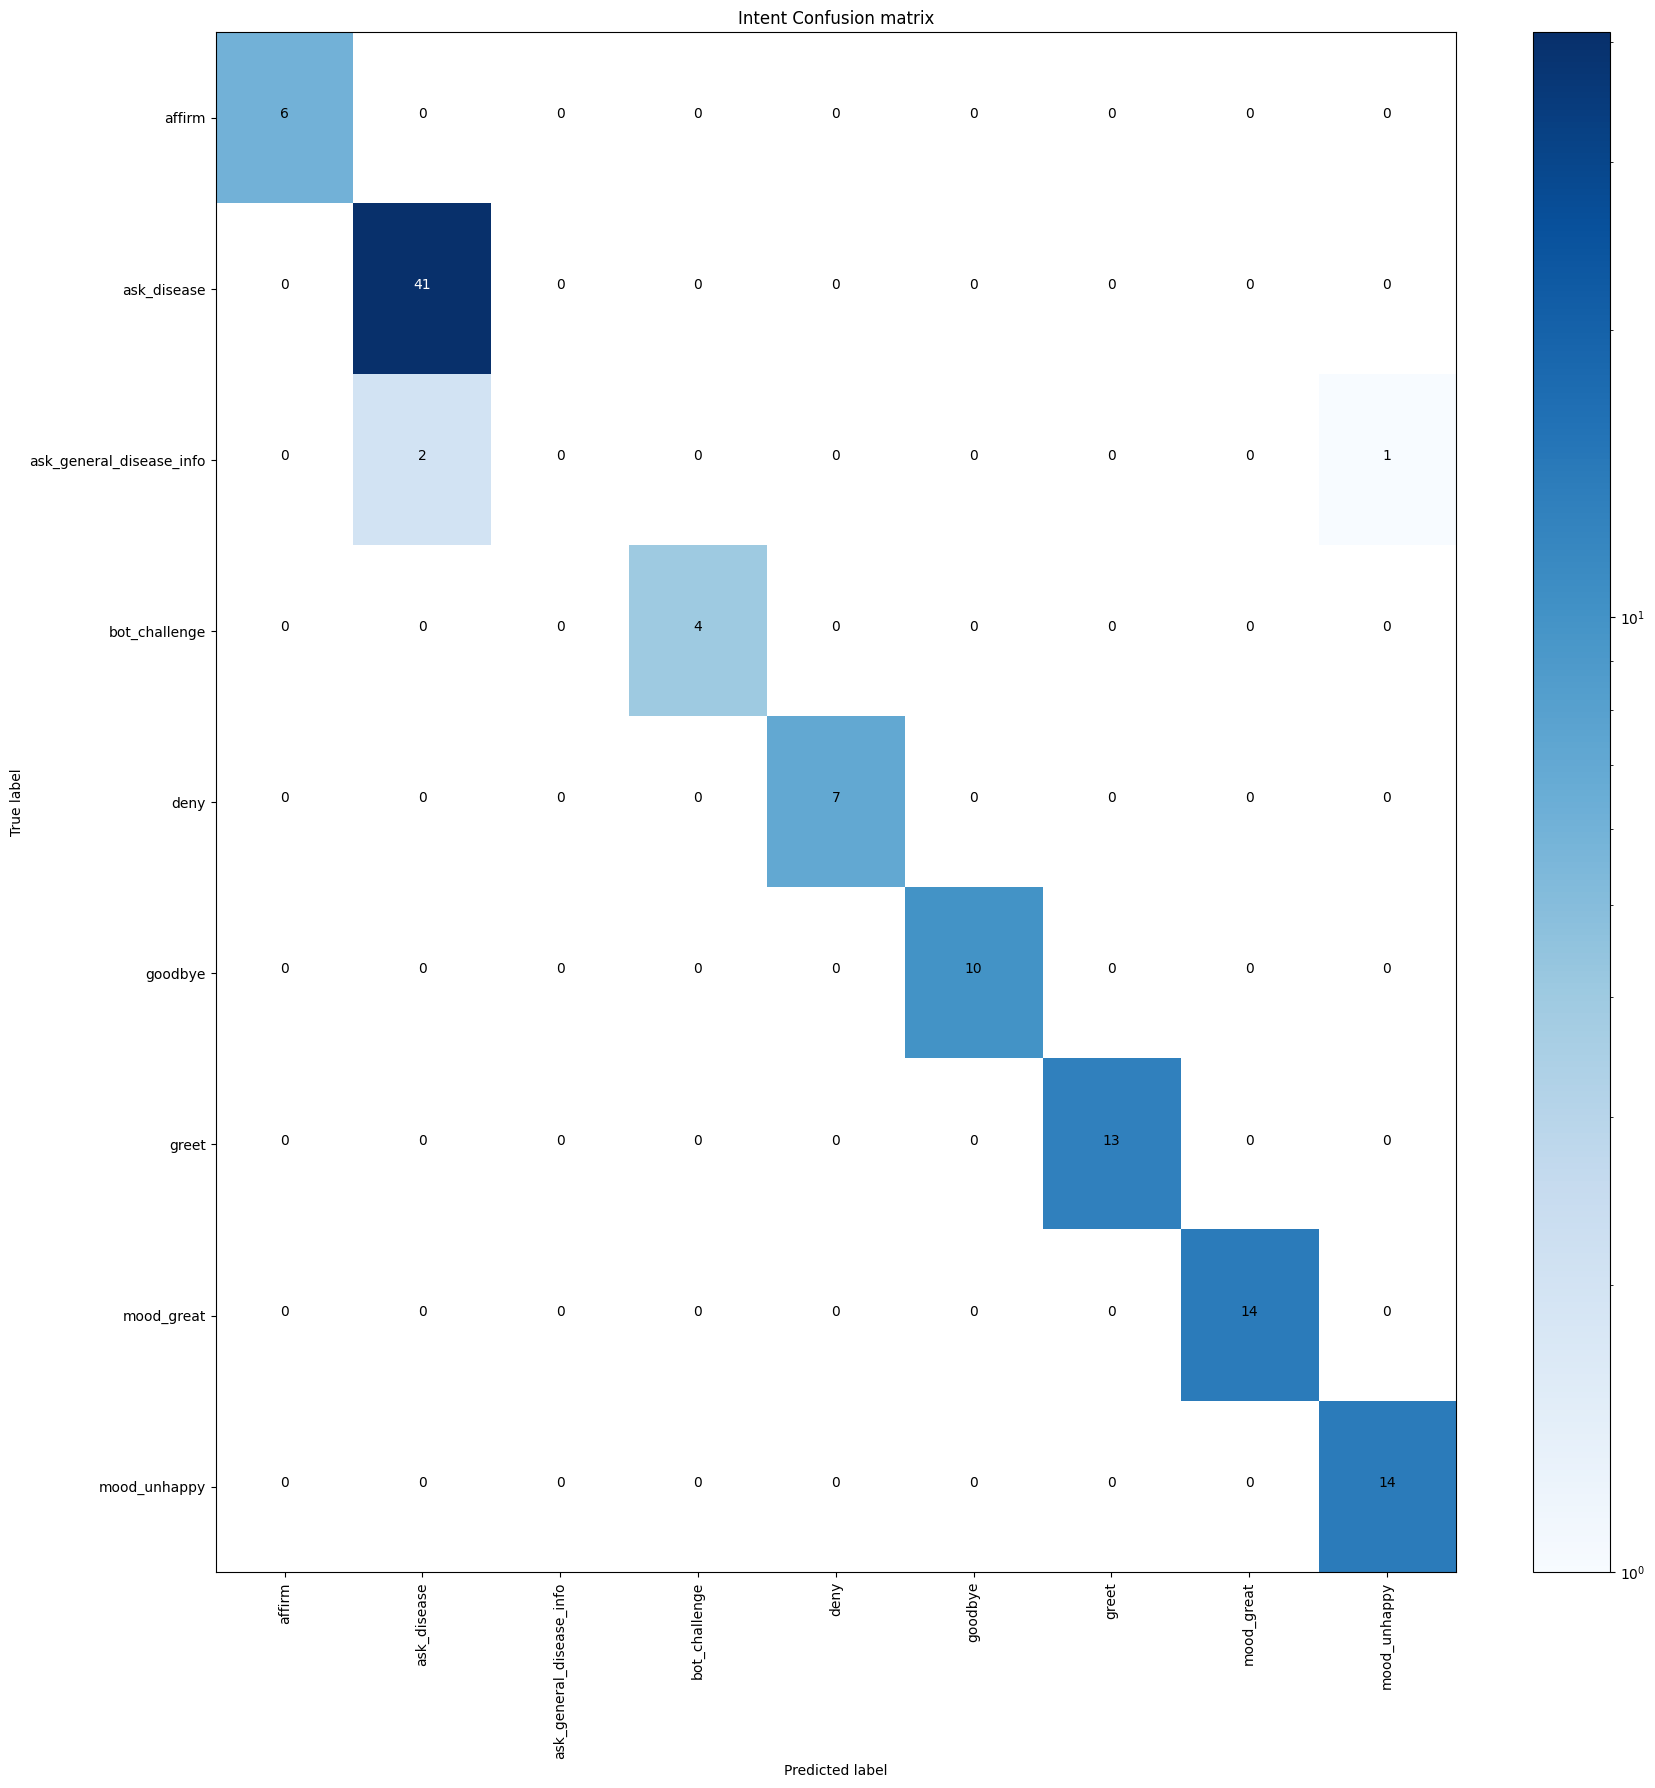 Intent Confusion matrix
affirm 6 0 0 0 0 0 0 0 0
ask_disease 0 41 0 0 0 0 0 0 0
ask_general_disease_info 0 2 0 0 0 0 0 0 1
bot_challenge 0 0 0 4 0 0 0 0 0
deny 0 0 0 0 7 0 0 0 0
goodbye 0 0 0 0 0 10 0 0 0
greet 0 0 0 0 0 0 13 0 0
mood_great 0 0 0 0 0 0 0 14 0
mood_unhappy 0 0 0 0 0 0 0 0 14
True label
affirm
ask_disease
ask_general_disease_info
bot_challenge
deny
goodbye
greet
mood_great
mood_unhappy
Predicted label
10¹
10⁰